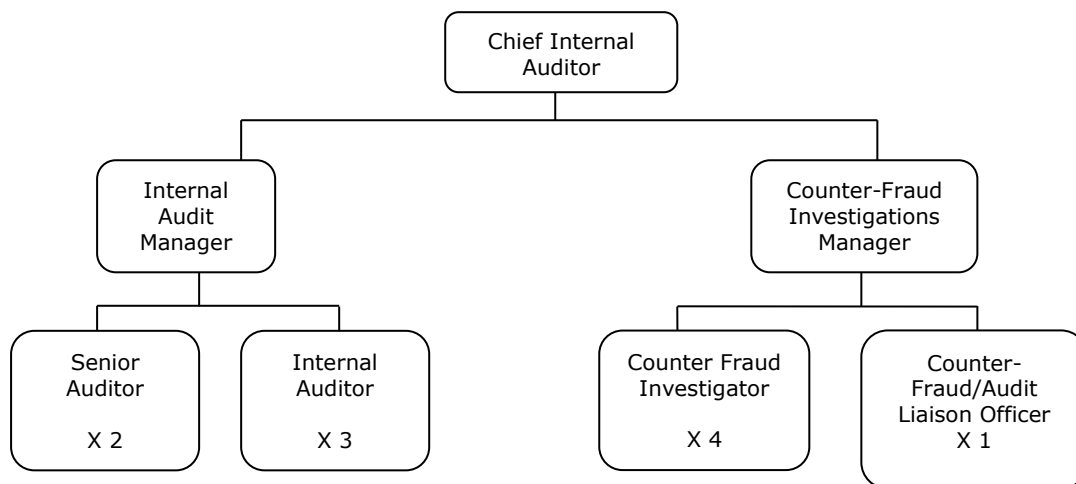 Chief Internal
Auditor
Internal
Audit
Manager
Counter-Fraud
Investigations
Manager
Senior
Auditor
X 2
Internal
Auditor
X 3
Counter Fraud
Investigator
X 4
Counter-
Fraud/Audit
Liaison Officer
X 1